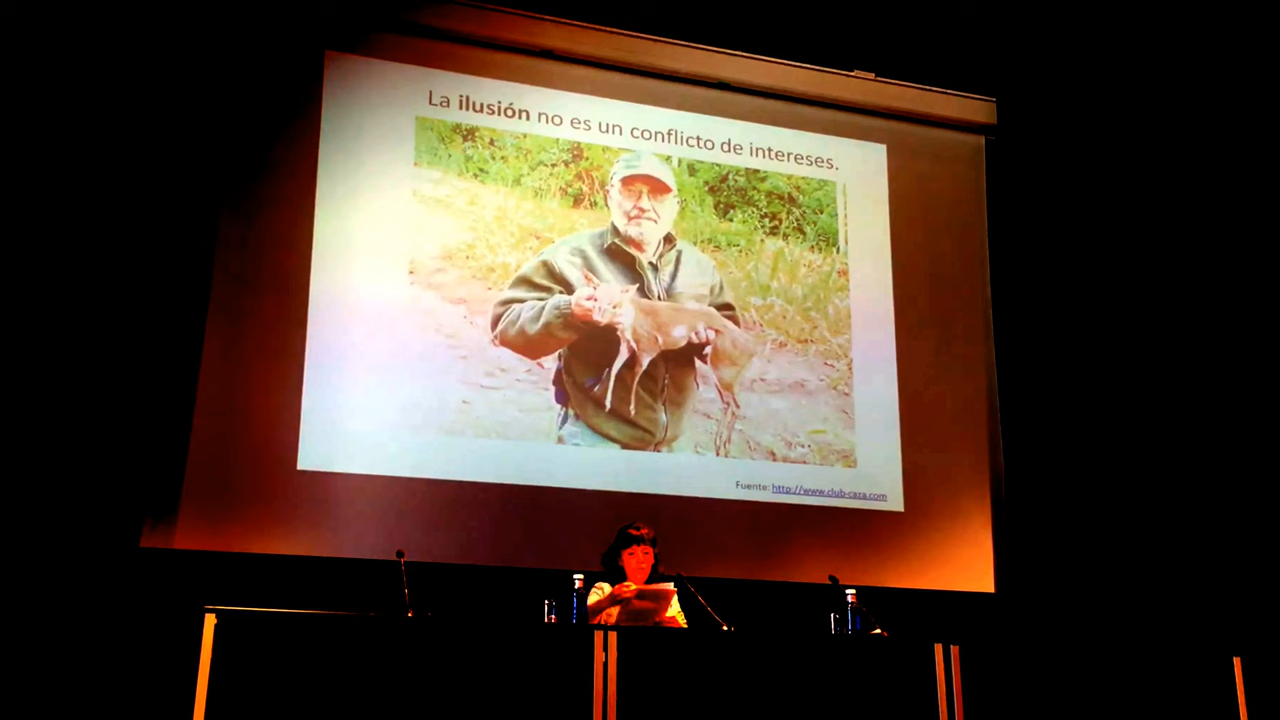 La ilusión no es un conflicto de intereses.
Fuente: http://www.club-caza.com